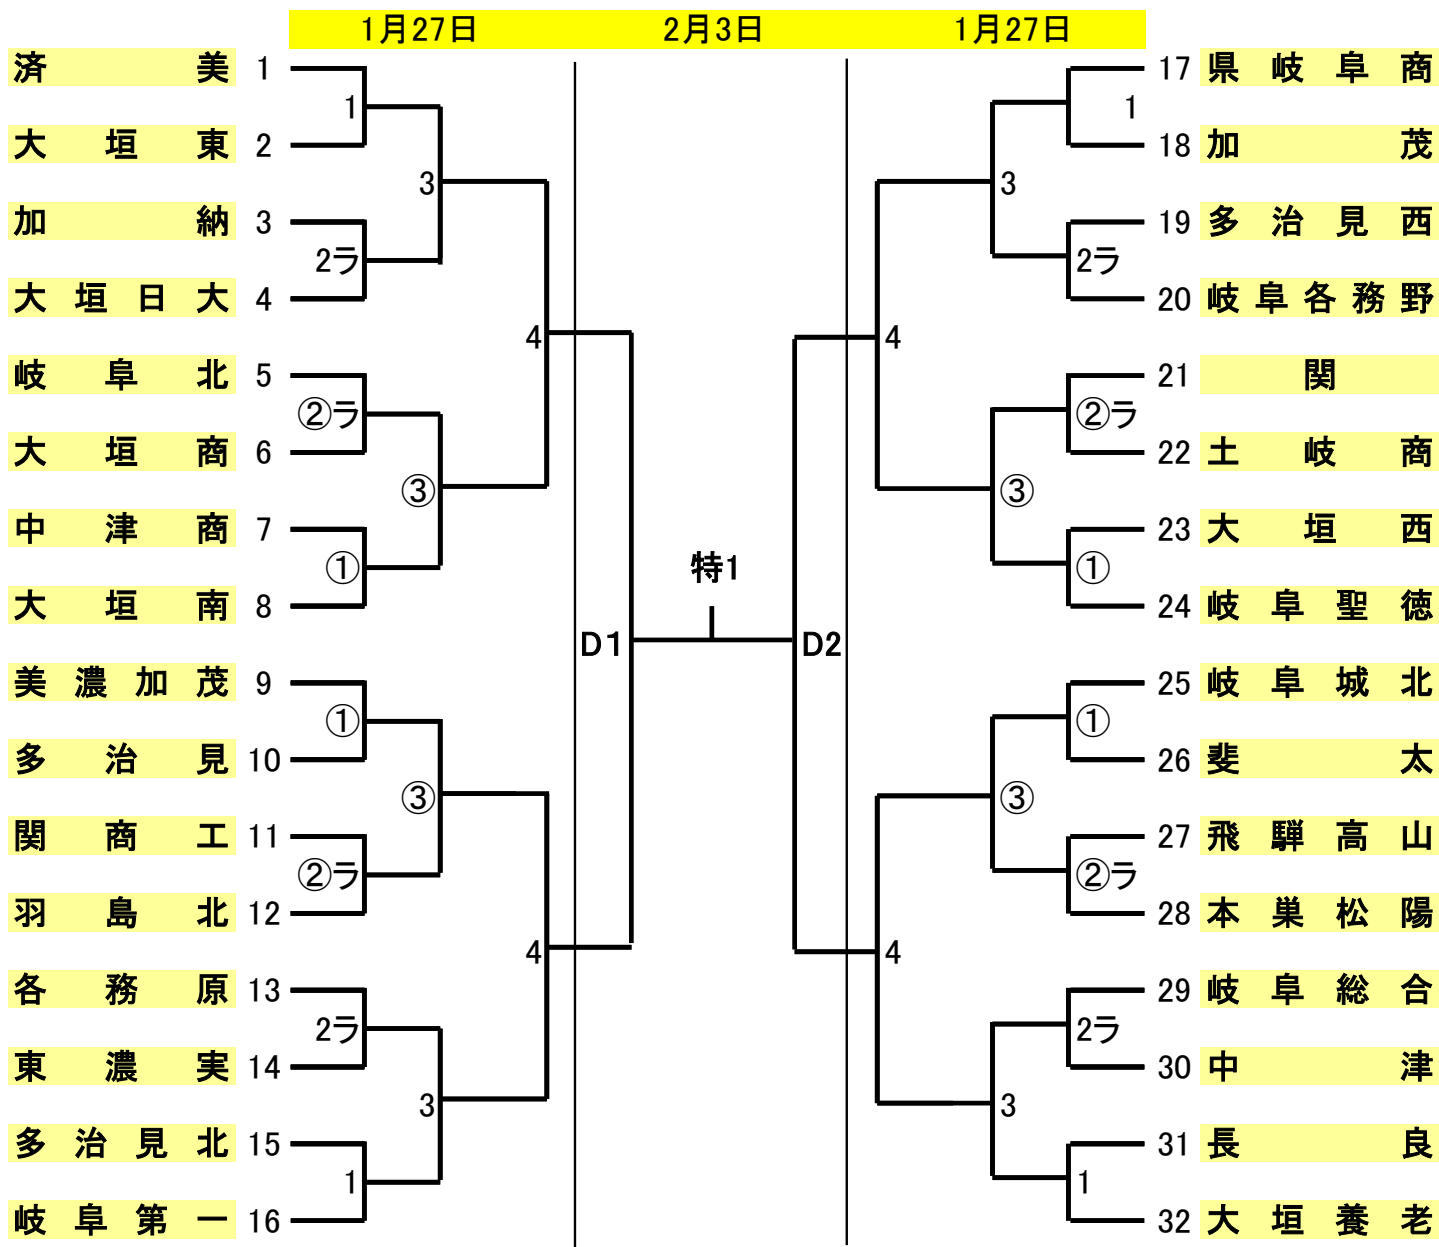 1月27日 2月3日 1月27日
済美 1 17 県岐阜商
1 1
大垣東 2 18 加茂
3 3
加納 3 19 多治見西
2ラ 2ラ
大垣日大 4 20 岐阜各務野
4 4
岐阜北 5 21 関
②ラ ②ラ
大垣商 6 22 土岐商
③ ③
中津商 7 23 大垣西
① 特1 ①
大垣南 8 24 岐阜聖徳
D1 D2
美濃加茂 9 25 岐阜城北
① ①
多治見 10 26 斐太
③ ③
関商工 11 27 飛騨高山
②ラ ②ラ
羽島北 12 28 本巣松陽
4 4
各務原 13 29 岐阜総合
2ラ 2ラ
東濃実 14 30 中津
3 3
多治見北 15 31 長良
1 1
岐阜第一 16 32 大垣養老